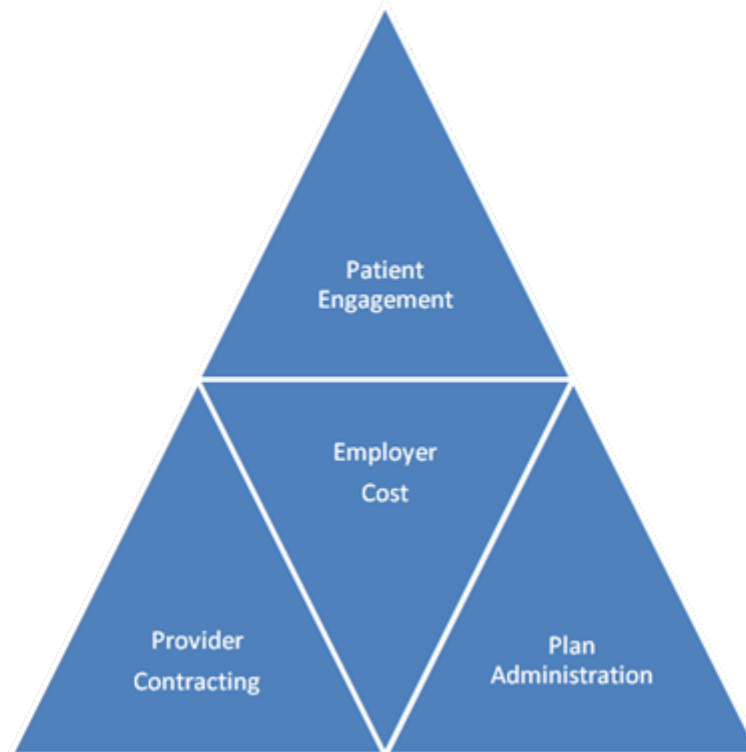 Patient
Engagement
Employer
Cost
Provider
Contracting
Plan
Administration